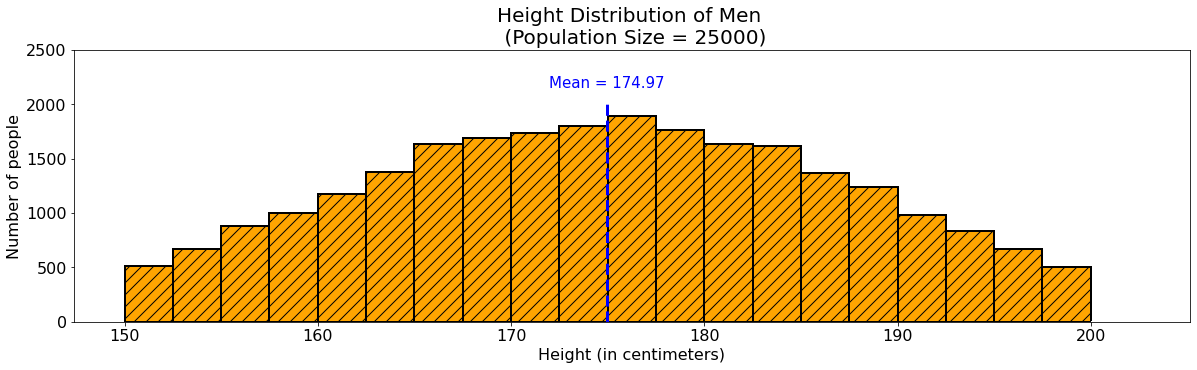 Height Distribution of Men
(Population Size = 25000)
Mean = 174.97
Number of people
2500
2000
1500
1000
500
0
150
160
170
180
190
200
Height (in centimeters)